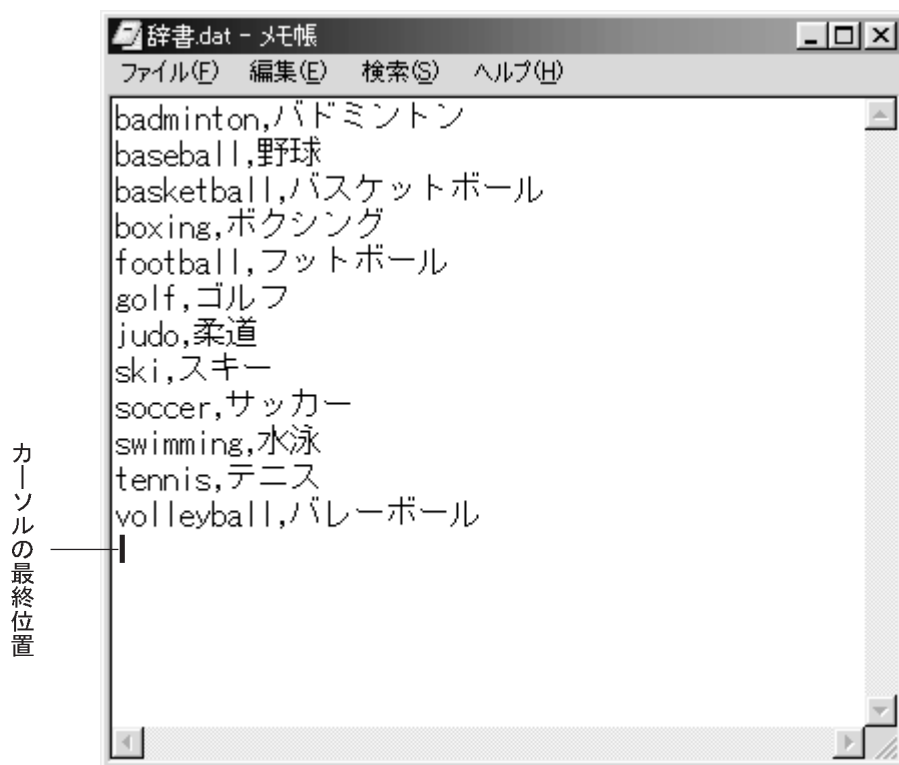 辞書.dat - メモ帳
ファイル(F) 編集(E) 検索(S) ヘルプ(H)
badminton,バドミントン
baseball,野球
basketball,バスケットボール
boxing,ボクシング
football,フットボール
golf,ゴルフ
judo,柔道
ski,スキー
soccer,サッカー
swimming,水泳
tennis,テニス
volleyball,バレーボール
カーソルの最終位置